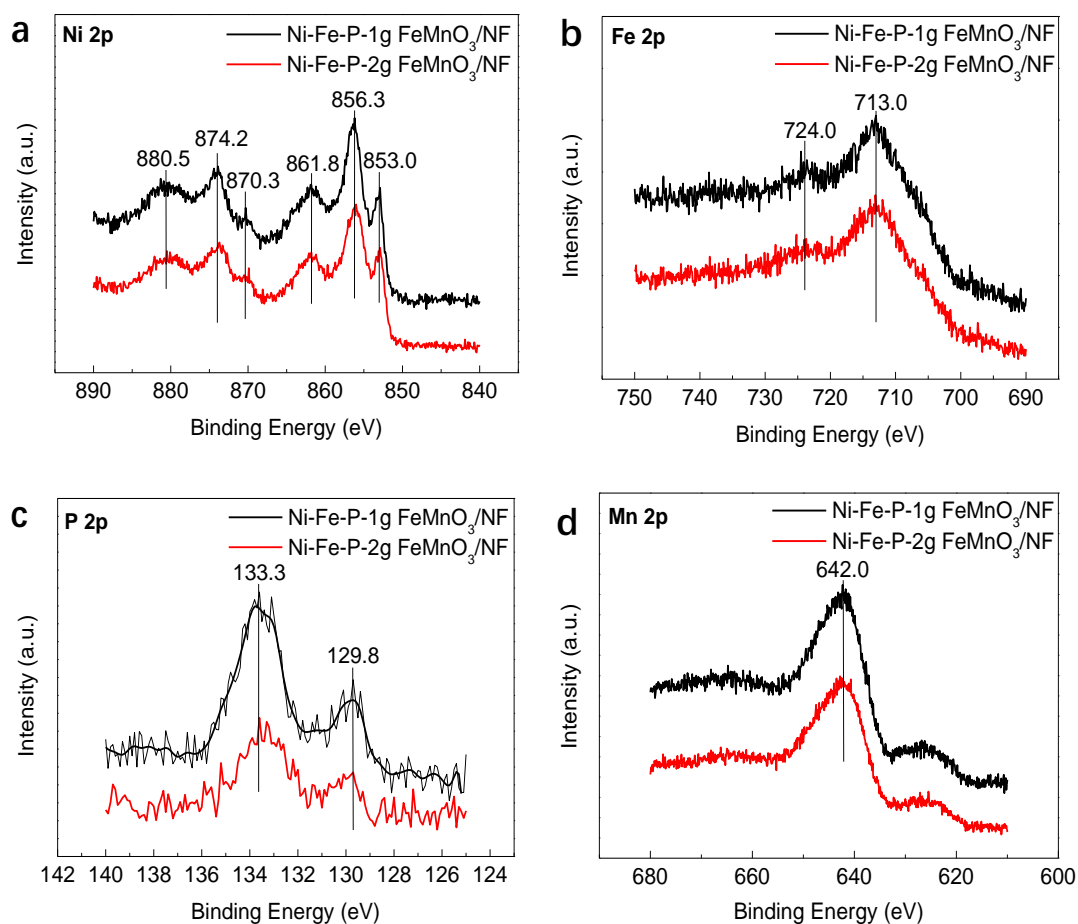 a
Ni 2p
Ni-Fe-P-1g FeMnO3/NF
Ni-Fe-P-2g FeMnO3/NF
880.5
874.2
870.3
861.8
856.3
853.0
Intensity (a.u.)
890 880 870 860 850 840
Binding Energy (eV)
b
Fe 2p
Ni-Fe-P-1g FeMnO3/NF
Ni-Fe-P-2g FeMnO3/NF
724.0
713.0
Intensity (a.u.)
750 740 730 720 710 700 690
Binding Energy (eV)
c
P 2p
Ni-Fe-P-1g FeMnO3/NF
Ni-Fe-P-2g FeMnO3/NF
133.3
129.8
Intensity (a.u.)
142 140 138 136 134 132 130 128 126 124
Binding Energy (eV)
d
Mn 2p
Ni-Fe-P-1g FeMnO3/NF
Ni-Fe-P-2g FeMnO3/NF
642.0
Intensity (a.u.)
680 660 640 620 600
Binding Energy (eV)